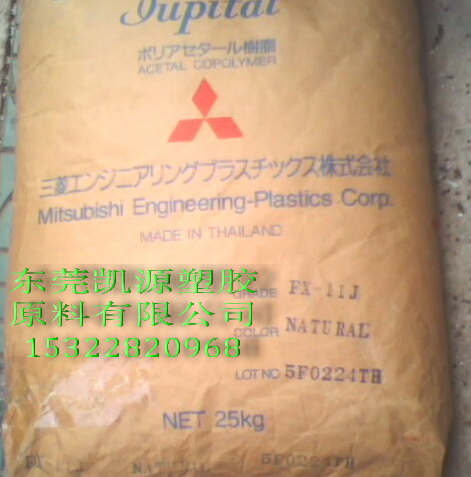 Iupital
ポリアセタール樹脂
ACETAL COPOLYMER
三菱エンジニアリングプラスチックス株式会社
Mitsubishi Engineering-Plastics Corp.
MADE IN THAILAND
东莞凯源塑胶
原料有限公司
15322820968
GRADE FX-11J
COLOR NATURAL
LOT NO 5F0224TH
NET 25kg
NATURAL 5F0224TH